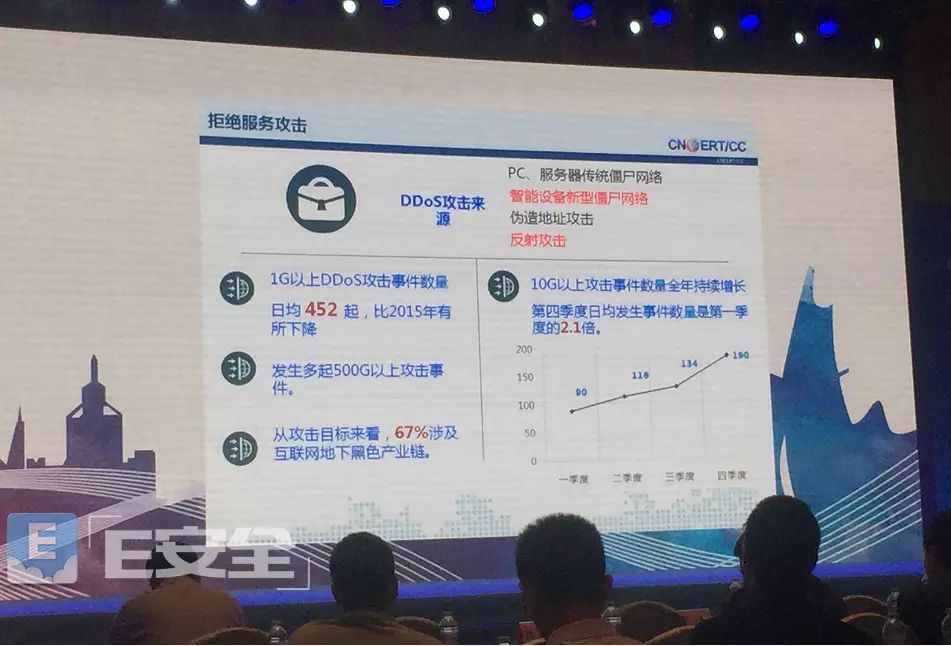 拒绝服务攻击
CNCERT/CC
DDoS攻击来
源
PC、服务器传统僵尸网络
智能设备新型僵尸网络
伪造地址攻击
反射攻击
1G以上DDoS攻击事件数量
日均 452 起，比2015年有
所下降
发生多起500G以上攻击事
件。
从攻击目标来看，67%涉及
互联网地下黑色产业链。
10G以上攻击事件数量全年持续增长
第四季度日均发生事件数量是第一季
度的2.1倍。
200
150
100
50
0
90
116
134
190
一季度 二季度 三季度 四季度
E
E安全